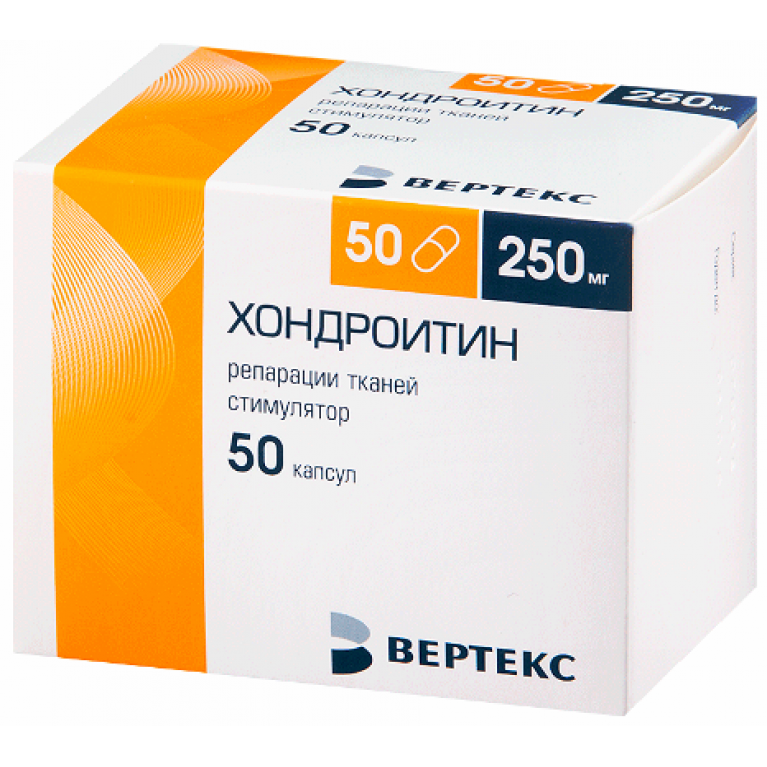 50
250 мг
ХОНДРОИТИН
репарации тканей
стимулятор
50 капсул
ВЕРТЕКС
50
250 мг
ХОНДРОИТИН
репарации тканей
стимулятор
50 капсул
ВЕРТЕКС